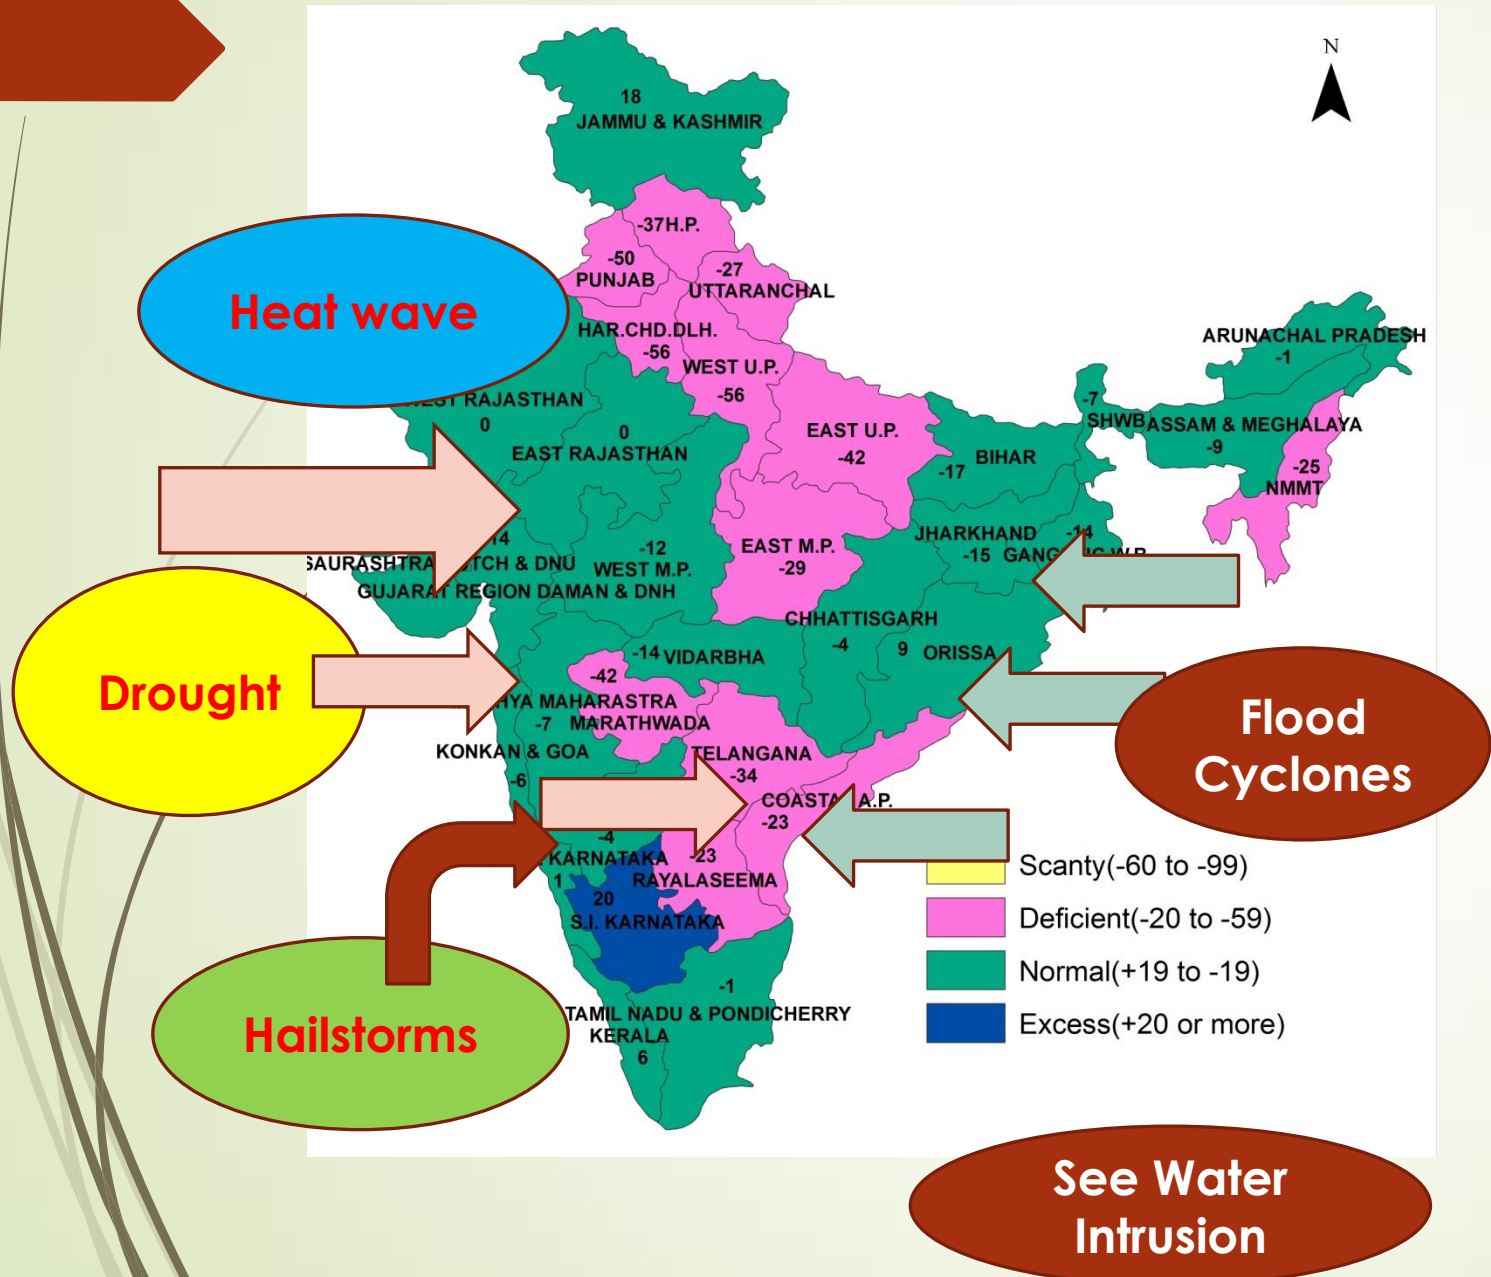 N
18
JAMMU & KASHMIR
-37H.P.
-50
PUNJAB
-27
UTTARANCHAL
Heat wave
HAR.CHD.DLH.
-56
WEST U.P.
-56
ARUNACHAL PRADESH
-1
RAJASTHAN
0
0
EAST RAJASTHAN
EAST U.P.
-42
BIHAR
-17
-7
SHWB
ASSAM & MEGHALAYA
-9
-25
NMMT
JHARKHAND
-15
-14
-12
WEST M.P.
EAST M.P.
-29
SAURASHTRA
& DNU
GUJARAT REGION DAMAN & DNH
CHHATTISGARH
-4
9 ORISSA
-14 VIDARBHA
-42
Drought
MAHARASTRA
-7
MARATHWADA
KONKAN & GOA
-6
TELANGANA
-34
Flood
Cyclones
A.P.
-23
-4
KARNATAKA
1
-23
RAYALASEEMA
20
S.I. KARNATAKA
Scanty(-60 to -99)
Deficient(-20 to -59)
Normal(+19 to -19)
Excess(+20 or more)
-1
TAMIL NADU & PONDICHERRY
KERALA
6
Hailstorms
See Water
Intrusion